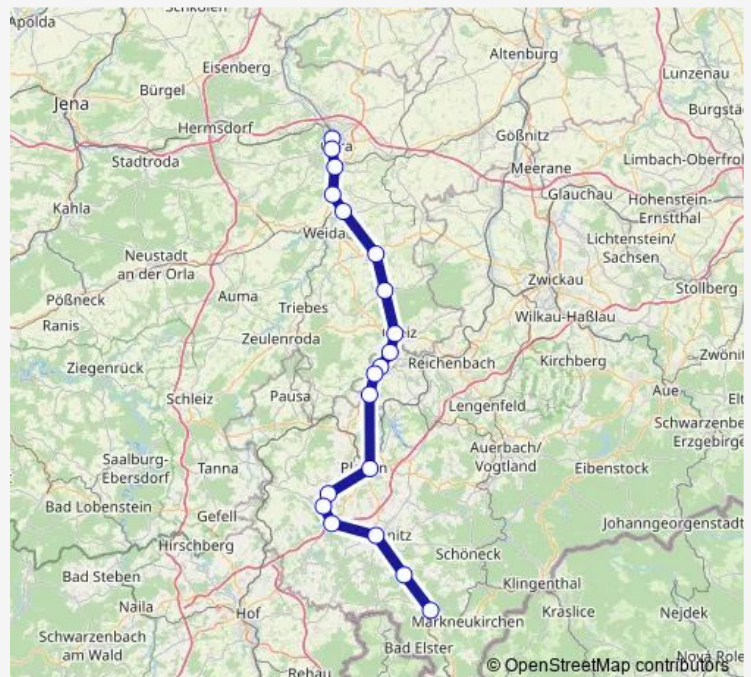 Schkölen
Apolda
Altenburg
Eisenberg
Lunzenau
Bürgel
Jena
Burgstä
Hermsdorf
Gößnitz
Stadtroda
Limbach-Oberfroh
Meerane
Glauchau
Kahla
Hohenstein-
Ernstthal
Weida
Lichtenstein/
Sachsen
Neustadt
an der Orla
Zwickau
Stollberg
Pößneck
Auma
Triebes
Wilkau-Haßlau
Ranis
Zeulenroda
Zwönit
Reichenbach
Kirchberg
Ziegenrück
Pausa
Aue
Schleiz
Lengenfeld
Schwarzenbe
Erzgebirge
Auerbach/
Vogtland
Saalburg-
Ebersdorf
Tanna
Eibenstock
Bad Lobenstein
Gefell
Johanngeorgenstadt
Hirschberg
Schöneck
Bad Steben
Klingenthal
Naila
Hof
Kraslice
Nejdek
Markneukirchen
Schwarzenbach
am Wald
Bad Elster
Nová Role
Rehau
© OpenStreetMap contributors